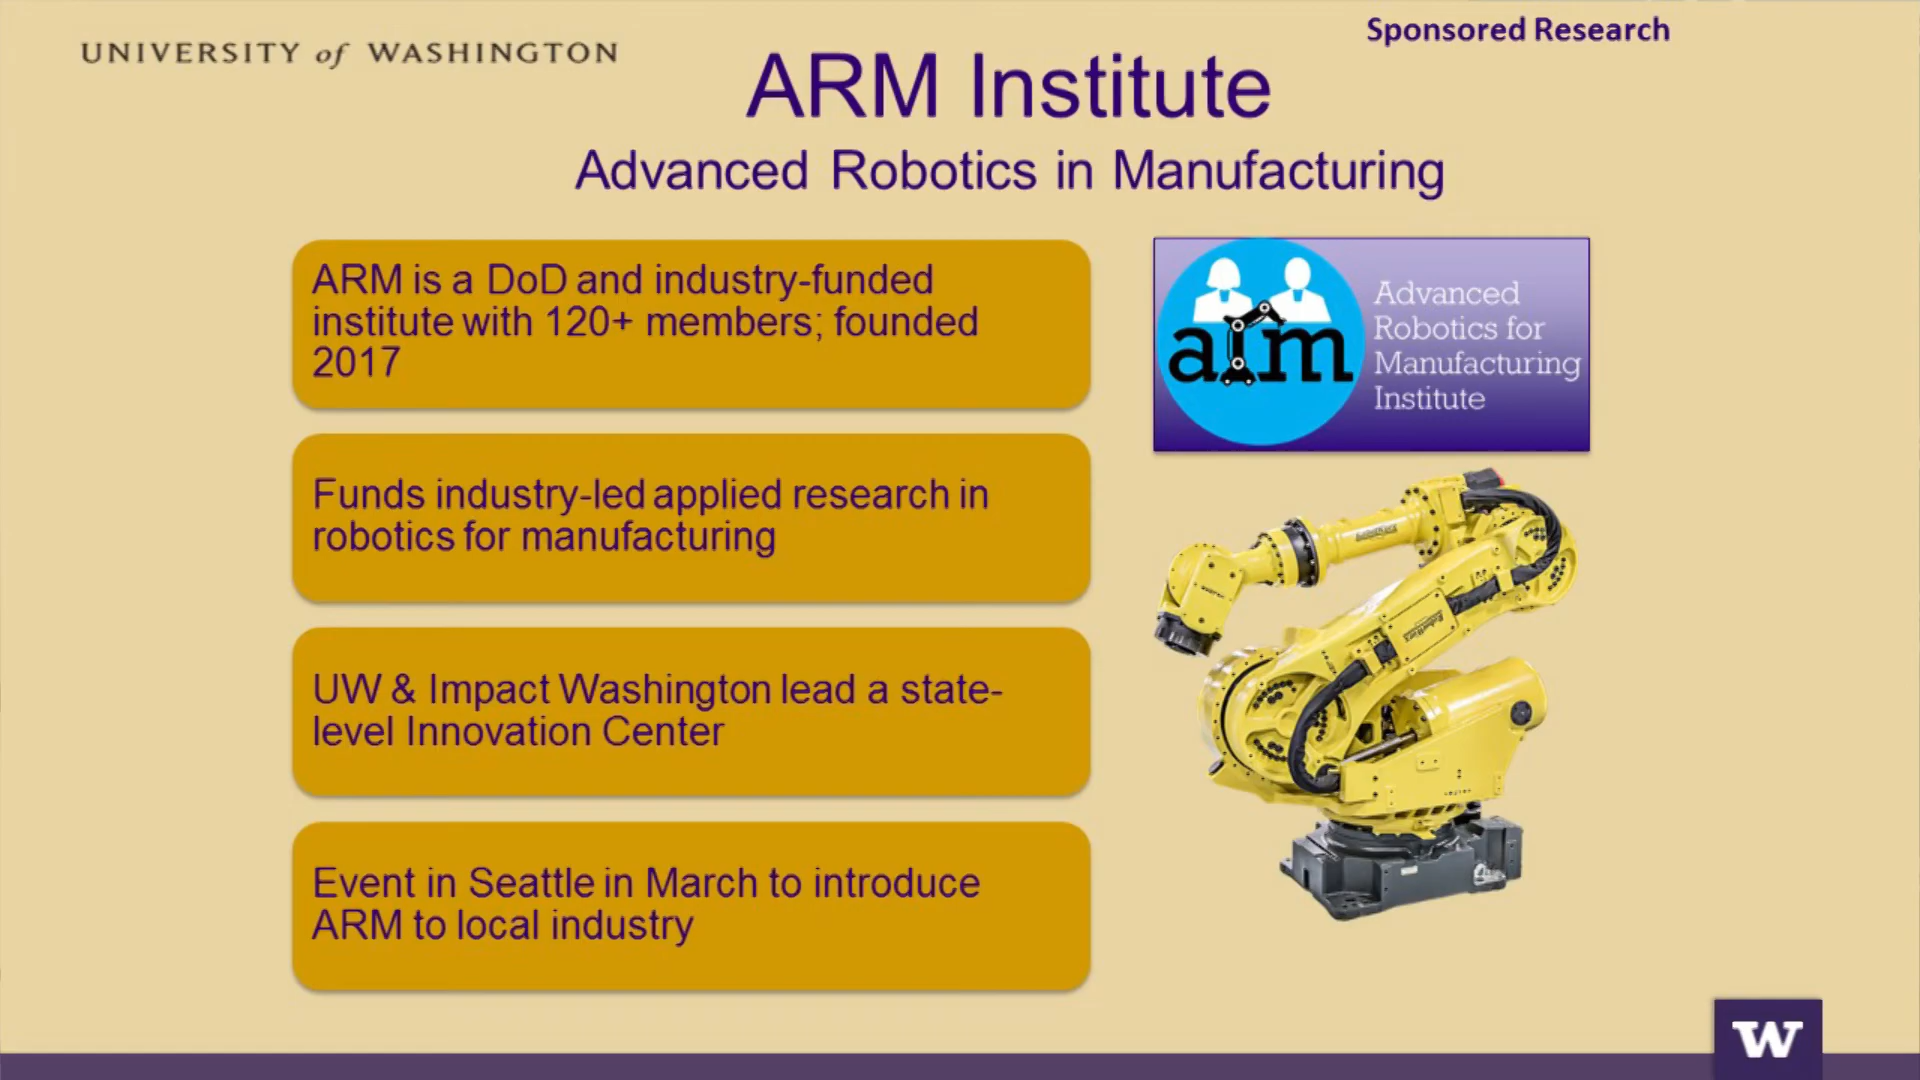 Sponsored Research
UNIVERSITY of WASHINGTON
ARM Institute
Advanced Robotics in Manufacturing
ARM is a DoD and industry-funded
institute with 120+ members; founded
2017
Funds industry-led applied research in
robotics for manufacturing
UW & Impact Washington lead a state-
level Innovation Center
Event in Seattle in March to introduce
ARM to local industry
arm
Advanced
Robotics for
Manufacturing
Institute
W